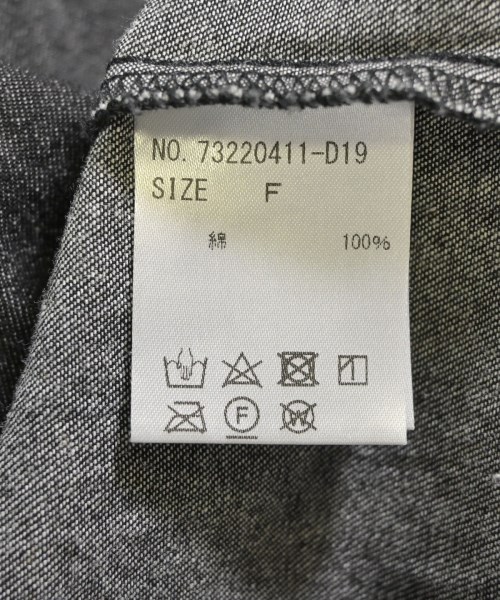 NO. 73220411-D19
SIZE F
綿 100%
F
W